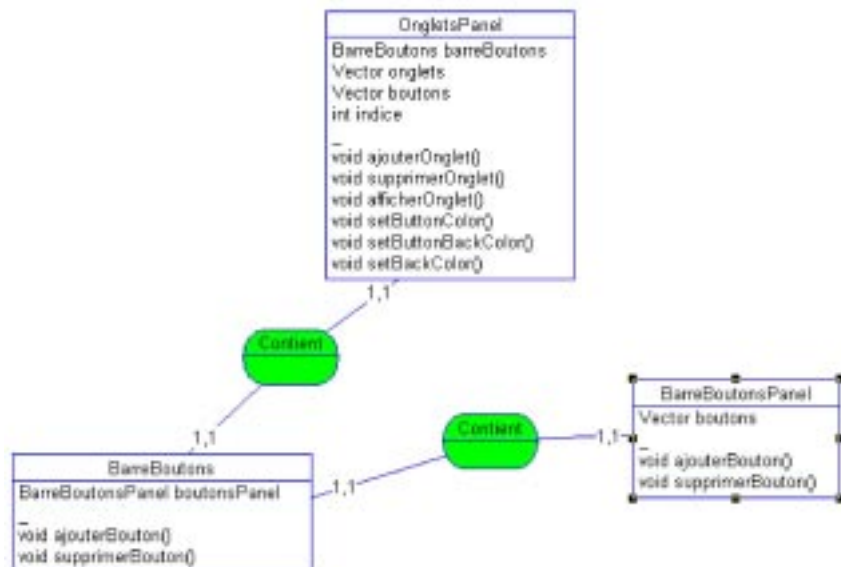 OngletsPanel
BarreBoutons barreBoutons
Vector onglets
Vector boutons
int indice
_
void ajouterOnglet()
void supprimerOnglet()
void afficherOnglet()
void setButtonColor()
void setButtonBackColor()
void setBackColor()
1,1
Contient
1,1
BarreBoutons
BarreBoutonsPanel boutonsPanel
_
void ajouterBouton()
void supprimerBouton()
1,1
Contient
1,1
BarreBoutonsPanel
Vector boutons
_
void ajouterBouton()
void supprimerBouton()